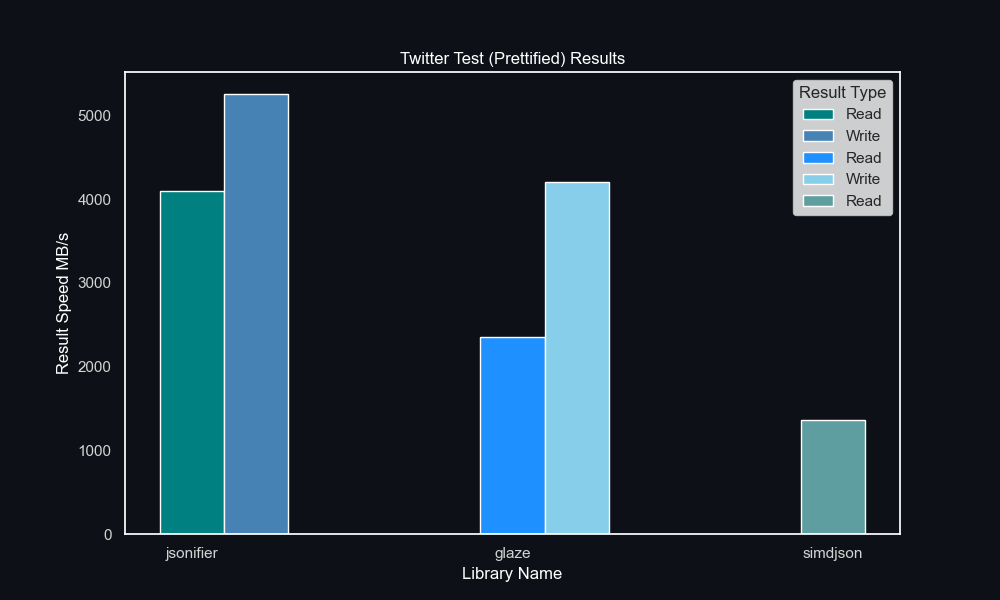 Twitter Test (Prettified) Results
Result Type
Read
Write
Read
Write
Read
Result Speed MB/s
5000
4000
3000
2000
1000
0
jsonifier
glaze
simdjson
Library Name